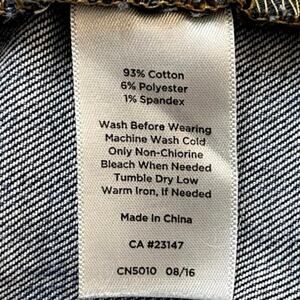 93% Cotton
6% Polyester
1% Spandex
Wash Before Wearing
Machine Wash Cold
Only Non-Chlorine
Bleach When Needed
Tumble Dry Low
Warm Iron, If Needed
Made in China
CA #23147
CN5010 08/16